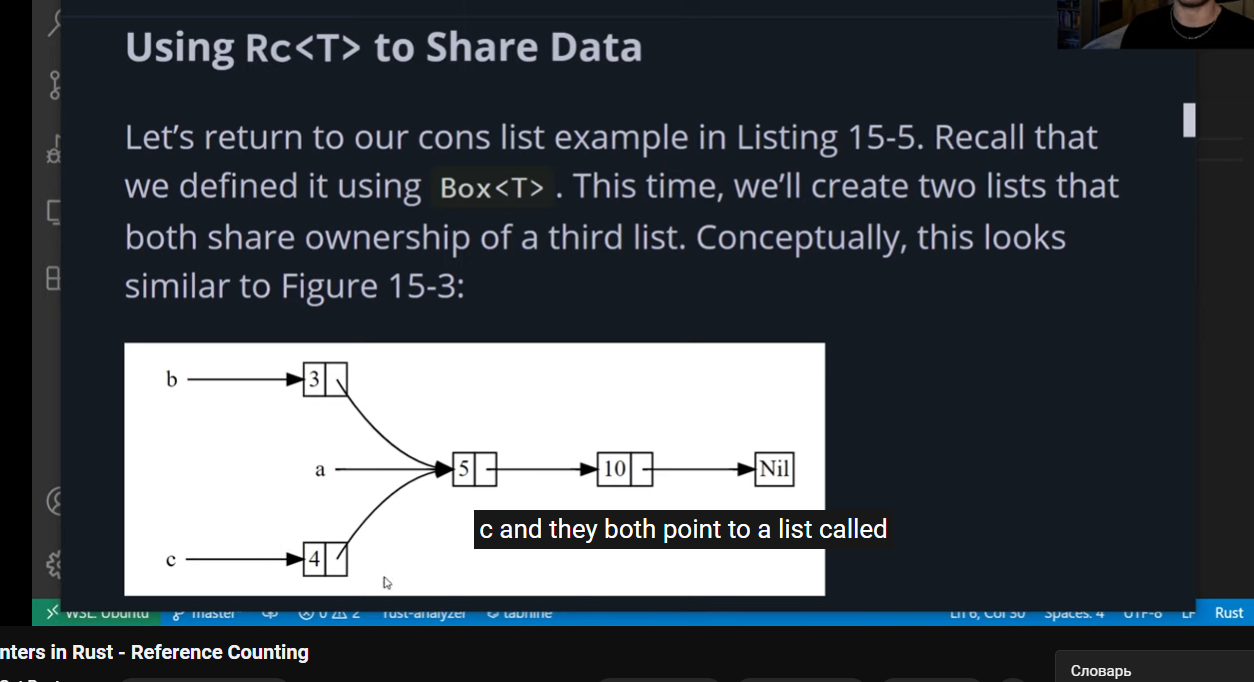 Using Rc<T> to Share Data
Let’s return to our cons list example in Listing 15-5. Recall that
we defined it using Box<T> . This time, we’ll create two lists that
both share ownership of a third list. Conceptually, this looks
similar to Figure 15-3:
b 3
a 5 10 Nil
c and they both point to a list called
c 4
WSL: Ubuntu master 0 2 rust-analyzer tabnine Ln 6, Col 30 Spaces: 4 UTF-8 LF Rust
nters in Rust - Reference Counting
Словарь